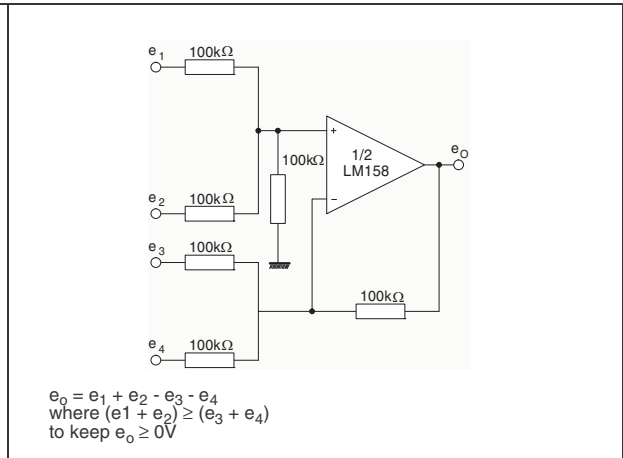 e₁
100kΩ
e₂
100kΩ
100kΩ
+
1/2
LM158
−
e_O
e₃
100kΩ
e₄
100kΩ
100kΩ
eₒ = e₁ + e₂ - e₃ - e₄
where (e1 + e₂) ≥ (e₃ + e₄)
to keep eₒ ≥ 0V